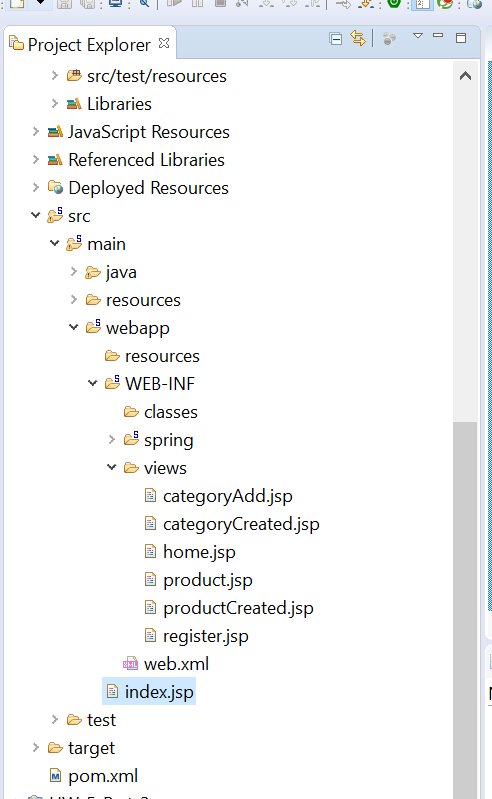 Project Explorer
src/test/resources
Libraries
JavaScript Resources
Referenced Libraries
Deployed Resources
src
main
java
resources
webapp
resources
WEB-INF
classes
spring
views
categoryAdd.jsp
categoryCreated.jsp
home.jsp
product.jsp
productCreated.jsp
register.jsp
web.xml
index.jsp
test
target
pom.xml